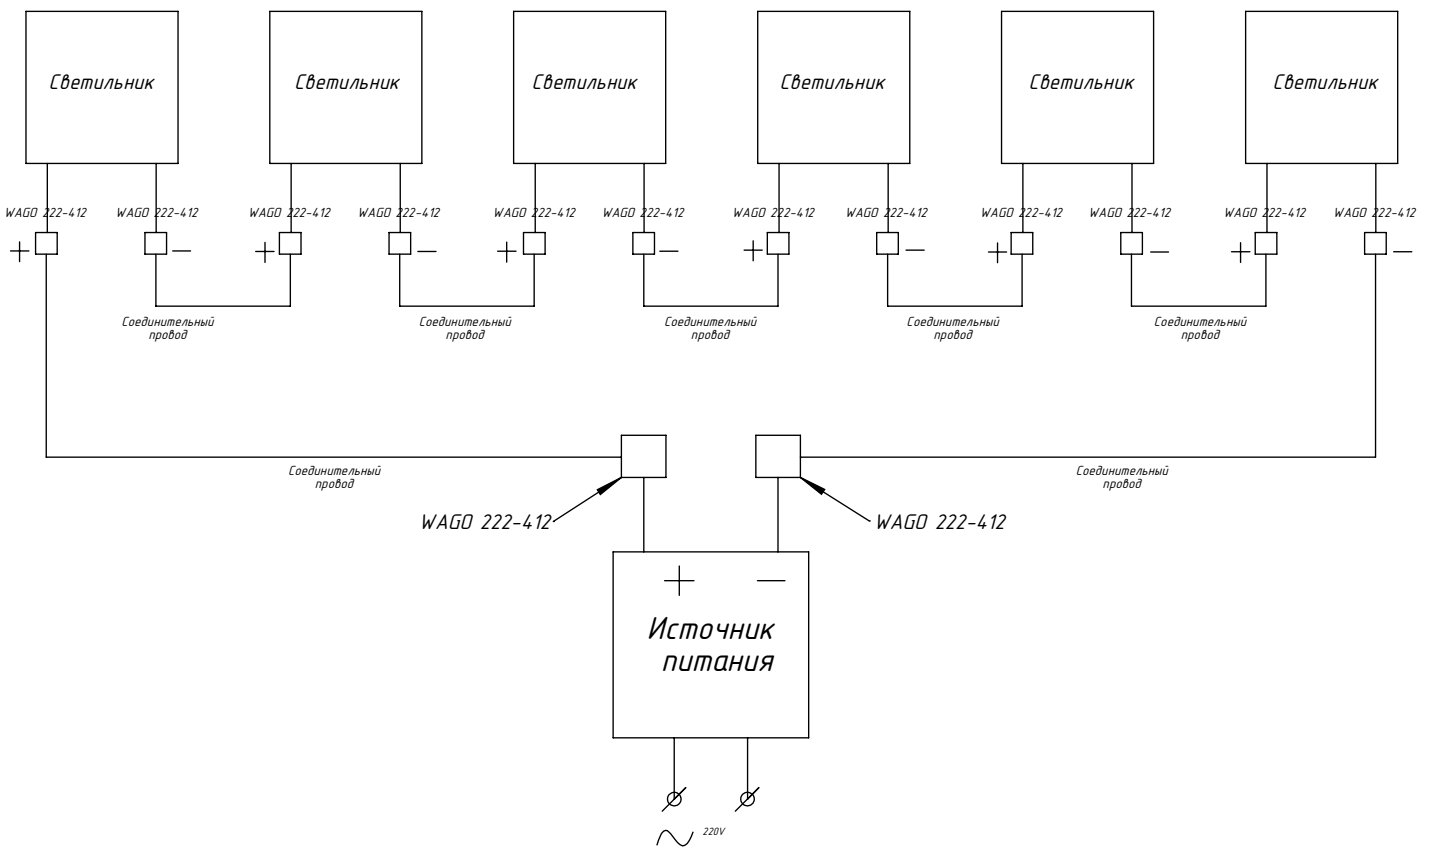 Светильник Светильник Светильник Светильник Светильник Светильник
WAGO 222-412 WAGO 222-412 WAGO 222-412 WAGO 222-412 WAGO 222-412 WAGO 222-412 WAGO 222-412 WAGO 222-412 WAGO 222-412 WAGO 222-412 WAGO 222-412 WAGO 222-412
+ − + − + − + − + − + −
Соединительный
провод
Соединительный
провод
Соединительный
провод
Соединительный
провод
Соединительный
провод
Соединительный
провод
Соединительный
провод
WAGO 222-412 WAGO 222-412
+ −
Источник
питания
220V